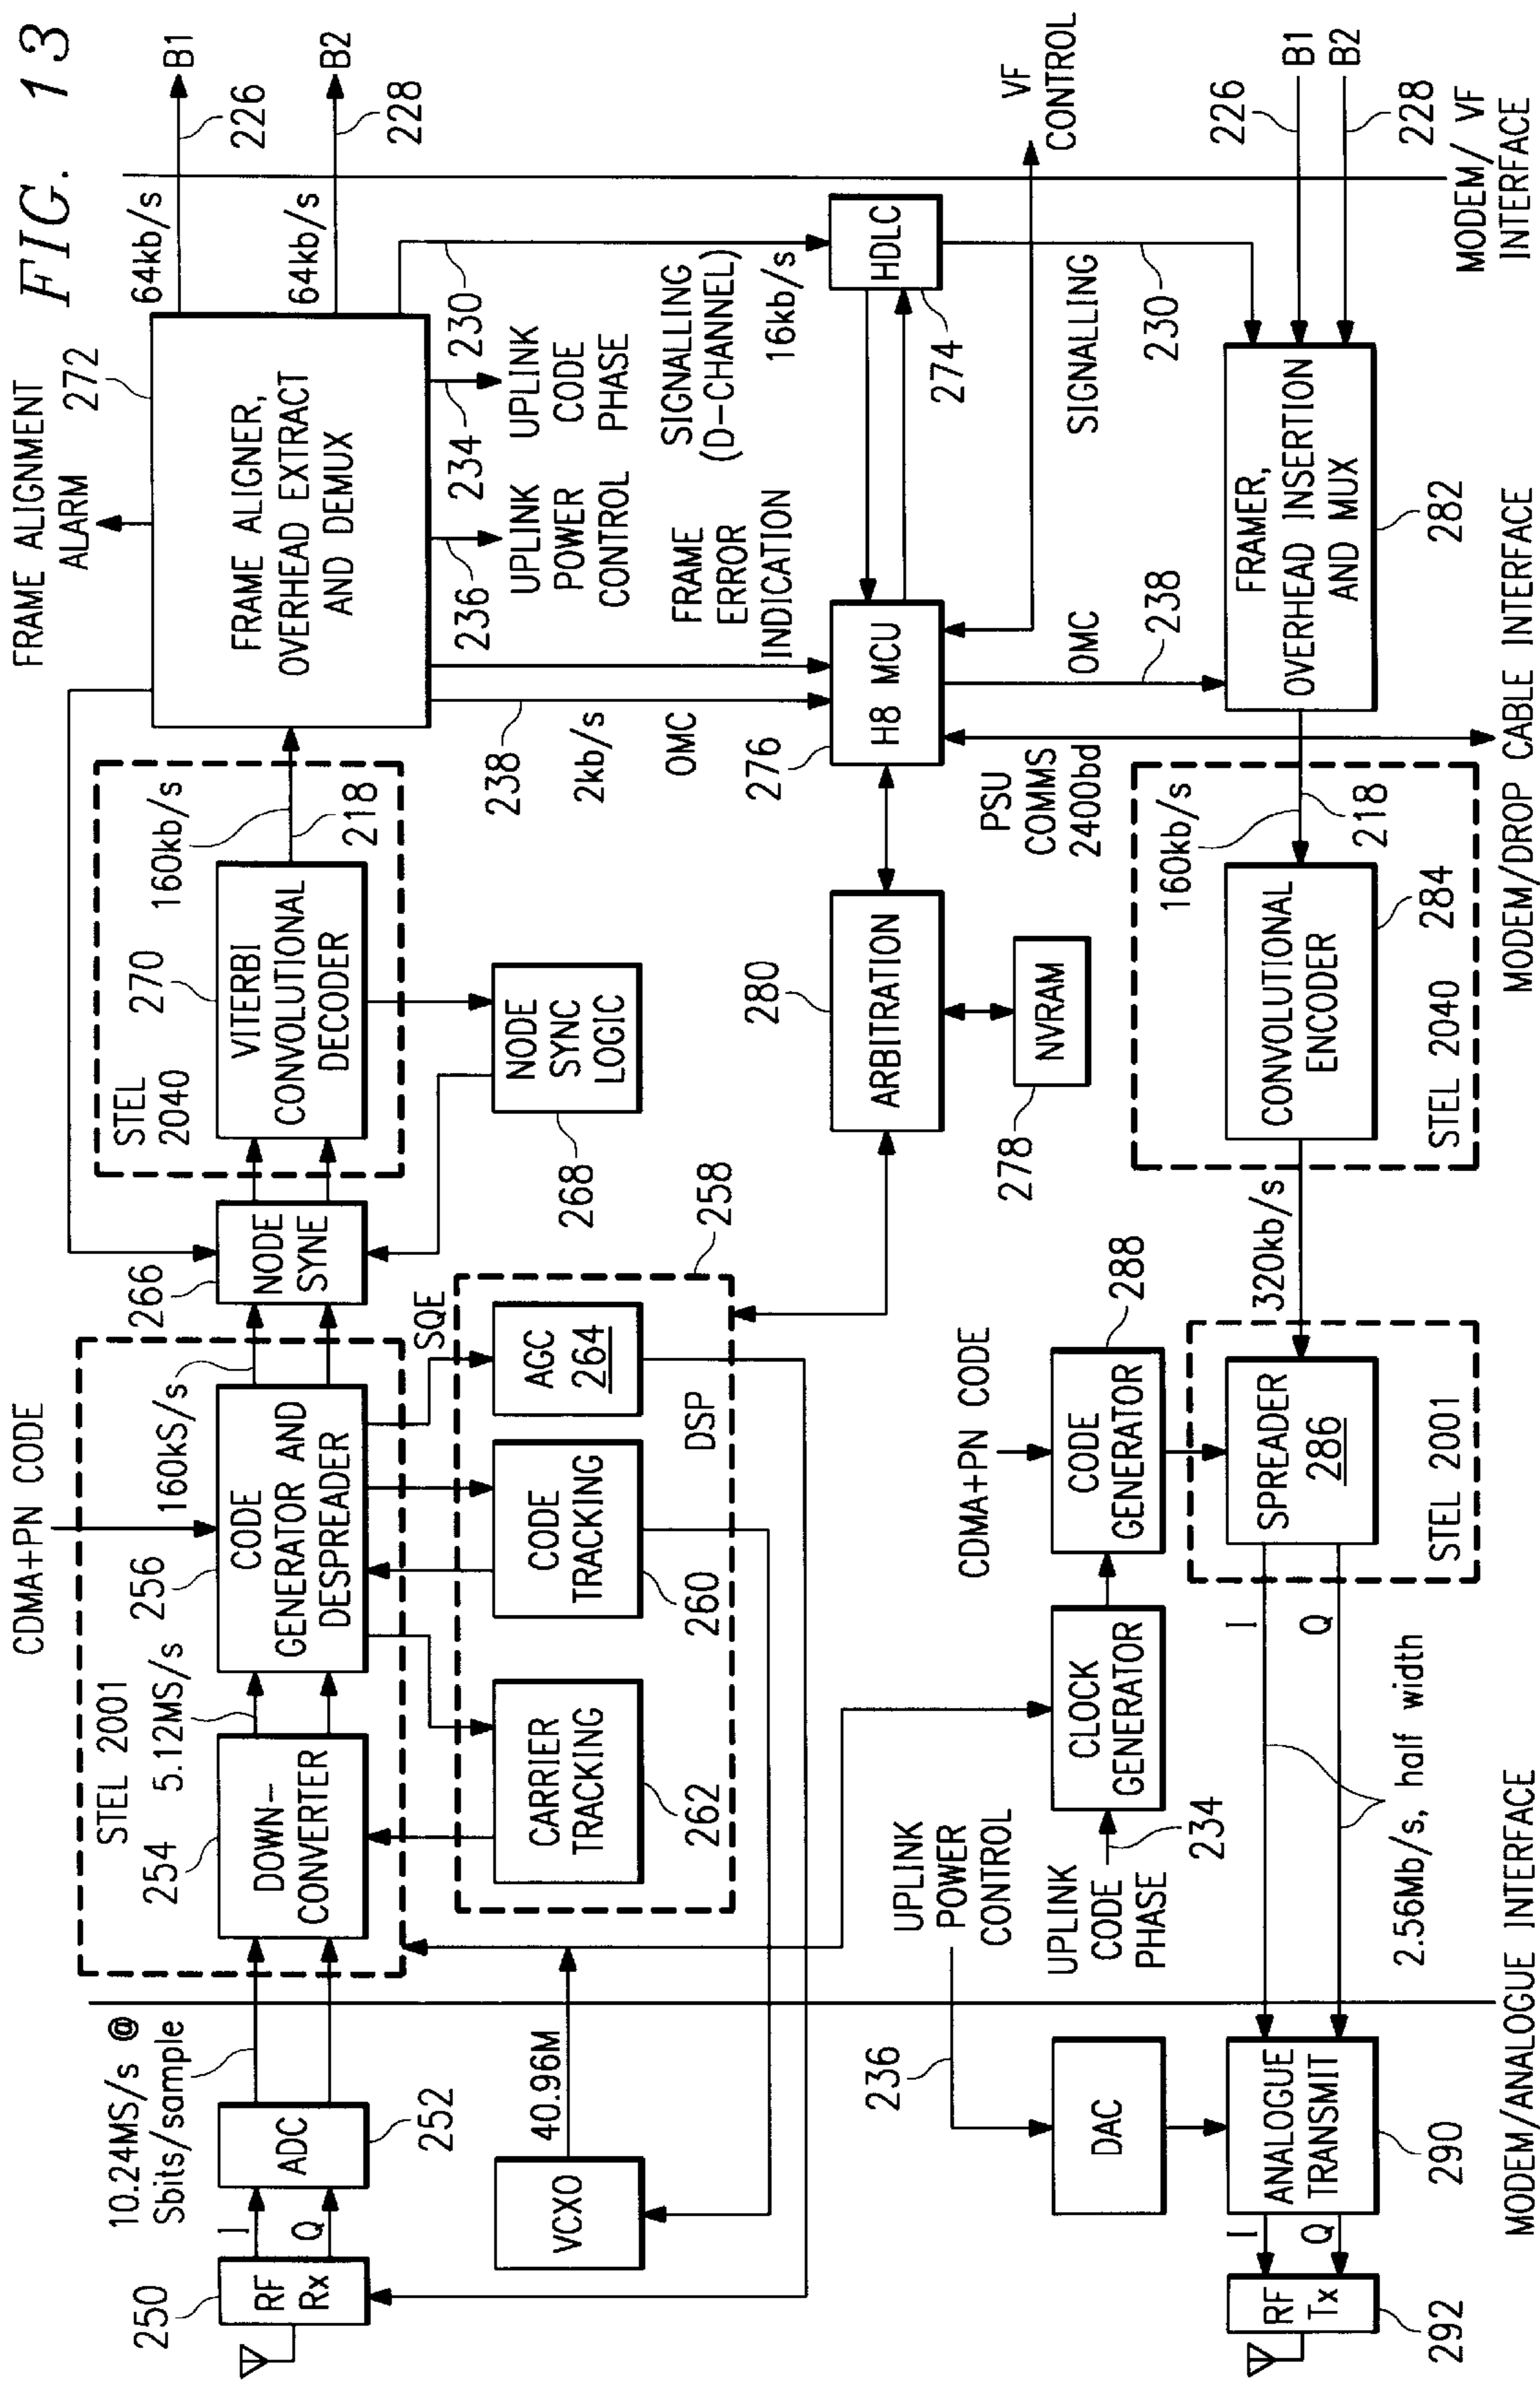 FIG. 13
FRAME ALIGNMENT
ALARM
272
FRAME ALIGNER,
OVERHEAD EXTRACT
AND DEMUX
64kb/s
B1
226
64kb/s
B2
228
CDMA+PN CODE
STEL 2001
10.24MS/s @
Sbits/sample
250
RF
Rx
I
Q
ADC
252
254
DOWN-
CONVERTER
5.12MS/s
256
CODE
GENERATOR AND
DESPREADER
160kS/s
266
NODE
SYNE
STEL
2040
270
VITERBI
CONVOLUTIONAL
DECODER
160kb/s
218
NODE
SYNC
LOGIC
268
SQE
258
AGC
264
CODE
TRACKING
260
CARRIER
TRACKING
262
DSP
VCXO
40.96M
238
2kb/s
OMC
236
UPLINK
POWER
CONTROL
234
UPLINK
CODE
PHASE
230
FRAME
ERROR
INDICATION
SIGNALLING
(D-CHANNEL)
16kb/s
HDLC
274
276
H8 MCU
280
ARBITRATION
NVRAM
278
PSU
COMMS
2400bd
OMC
238
SIGNALLING
230
VF
CONTROL
226
B1
B2
228
MODEM/ VF
INTERFACE
FRAMER,
OVERHEAD INSERTION
AND MUX
282
160kb/s
218
CONVOLUTIONAL
ENCODER
284
STEL 2040
MODEM/DROP CABLE INTERFACE
320kb/s
CDMA+PN CODE
288
CODE
GENERATOR
SPREADER
286
STEL 2001
CLOCK
GENERATOR
234
UPLINK
CODE
PHASE
UPLINK
POWER
CONTROL
236
I
Q
2.56Mb/s, half width
DAC
ANALOGUE
TRANSMIT
290
I
Q
RF
Tx
292
MODEM/ANALOGUE INTERFACE